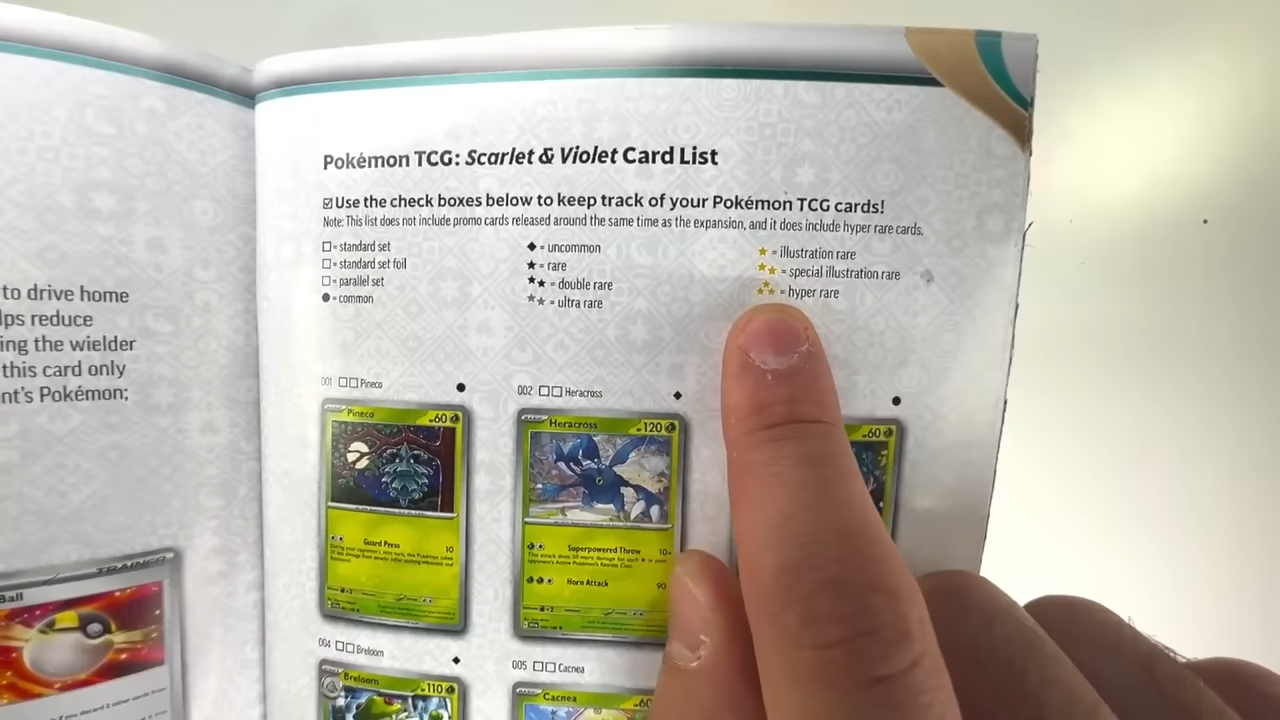 to drive home
lps reduce
ing the wielder
this card only
nt's Pokémon;
TRAINER
Ball
Pokémon TCG: Scarlet & Violet Card List
☑ Use the check boxes below to keep track of your Pokémon TCG cards!
Note: This list does not include promo cards released around the same time as the expansion, and it does include hyper rare cards.
□ = standard set
□ = standard set foil
□ = parallel set
● = common
◆ = uncommon
★ = rare
★★ = double rare
★★ = ultra rare
★ = illustration rare
★★ = special illustration rare
★★★ = hyper rare
001 □□ Pineco ●
002 □□ Heracross ◆
●
Pineco 60
Guard Press 10
BASIC Heracross 120
Superpowered Throw 10+
Horn Attack 90
60
004 □□ Breloom ◆
005 □□ Cacnea
Breloom 110
BASIC Cacnea 60